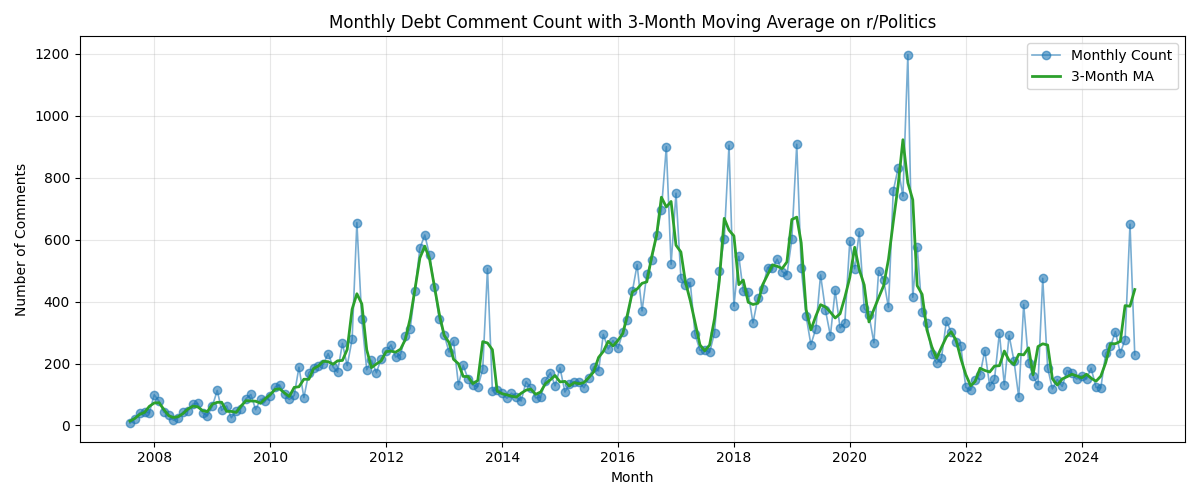 Monthly Debt Comment Count with 3-Month Moving Average on r/Politics
Monthly Count
3-Month MA
Number of Comments
1200
1000
800
600
400
200
0
2008 2010 2012 2014 2016 2018 2020 2022 2024
Month